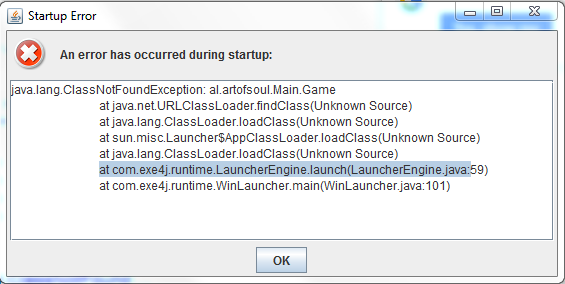 Startup Error
An error has occurred during startup:
java.lang.ClassNotFoundException: al.artofsoul.Main.Game
at java.net.URLClassLoader.findClass(Unknown Source)
at java.lang.ClassLoader.loadClass(Unknown Source)
at sun.misc.Launcher$AppClassLoader.loadClass(Unknown Source)
at java.lang.ClassLoader.loadClass(Unknown Source)
at com.exe4j.runtime.LauncherEngine.launch(LauncherEngine.java:59)
at com.exe4j.runtime.WinLauncher.main(WinLauncher.java:101)
OK